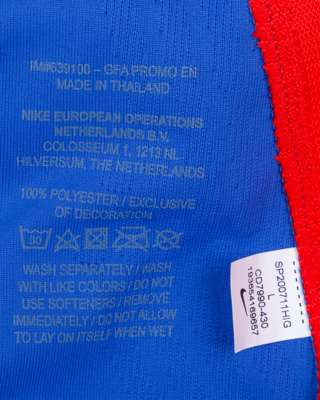 IM#639100 – GFA PROMO EN
MADE IN THAILAND
NIKE EUROPEAN OPERATIONS
NETHERLANDS B.V.
COLOSSEUM 1, 1213 NL
HILVERSUM, THE NETHERLANDS
100% POLYESTER / EXCLUSIVE
OF DECORATION
30
WASH SEPARATELY / WASH
WITH LIKE COLORS / DO NOT
USE SOFTENERS / REMOVE
IMMEDIATELY / DO NOT ALLOW
TO LAY ON ITSELF WHEN WET
SP200711HIG
L
CD7990-430
193654169657